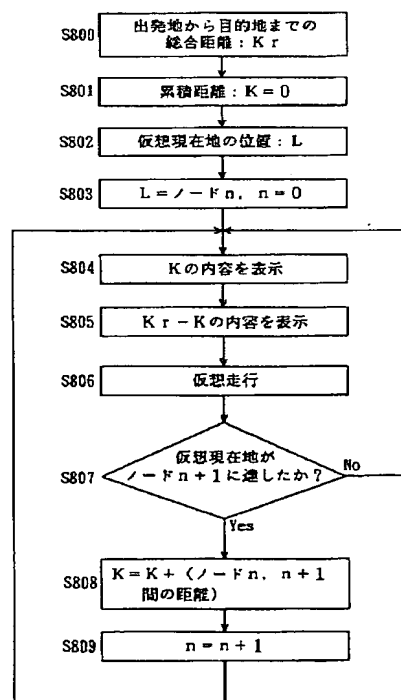 S800
出発地から目的地までの
総合距離：Kr
S801
累積距離：K＝0
S802
仮想現在地の位置：L
S803
L＝ノードn，n＝0
S804
Kの内容を表示
S805
Kr－Kの内容を表示
S806
仮想走行
S807
仮想現在地が
ノードn＋1に達したか？
No
Yes
S808
K＝K＋（ノードn，n＋1
間の距離）
S809
n＝n＋1